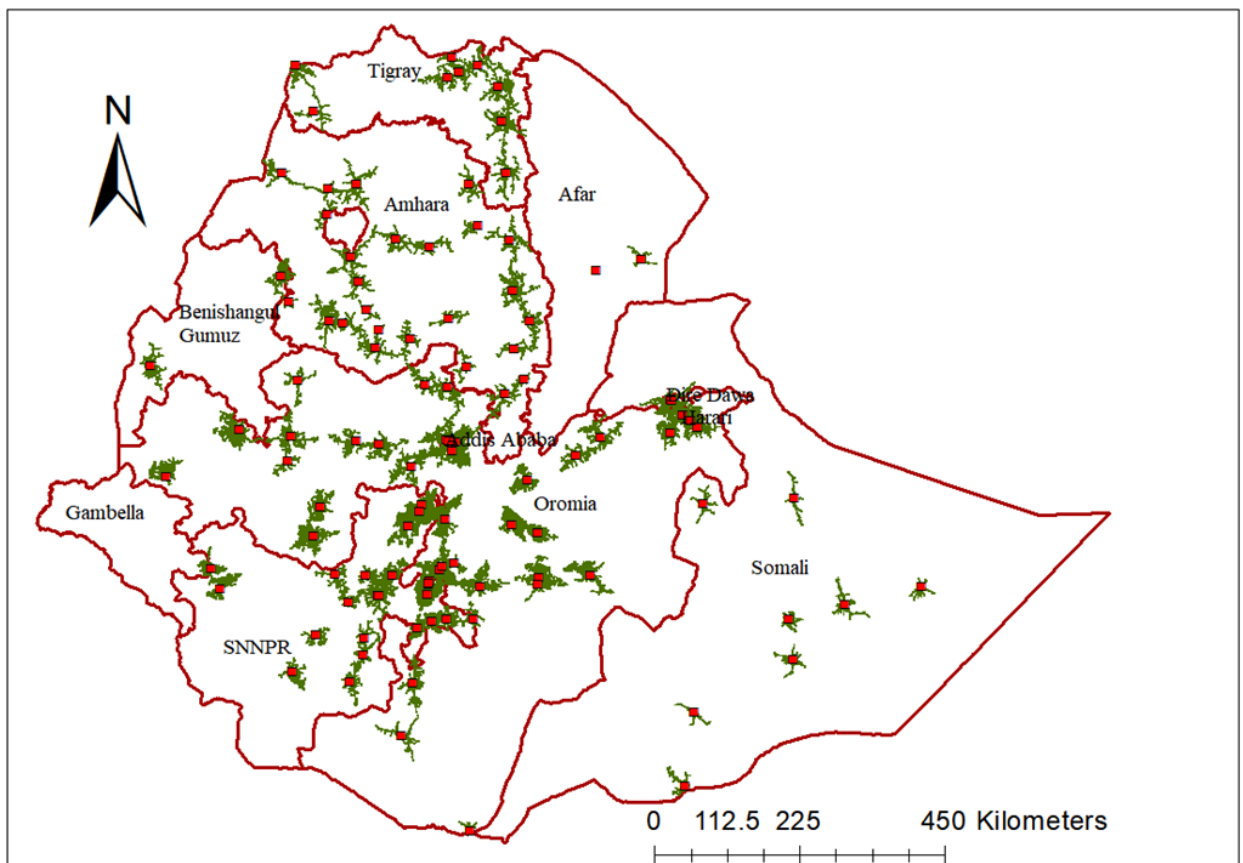 Tigray
N
Afar
Amhara
Benishangul
Gumuz
Dire Dawa
Harari
Addis Ababa
Oromia
Gambella
Somali
SNNPR
0 112.5 225 450 Kilometers